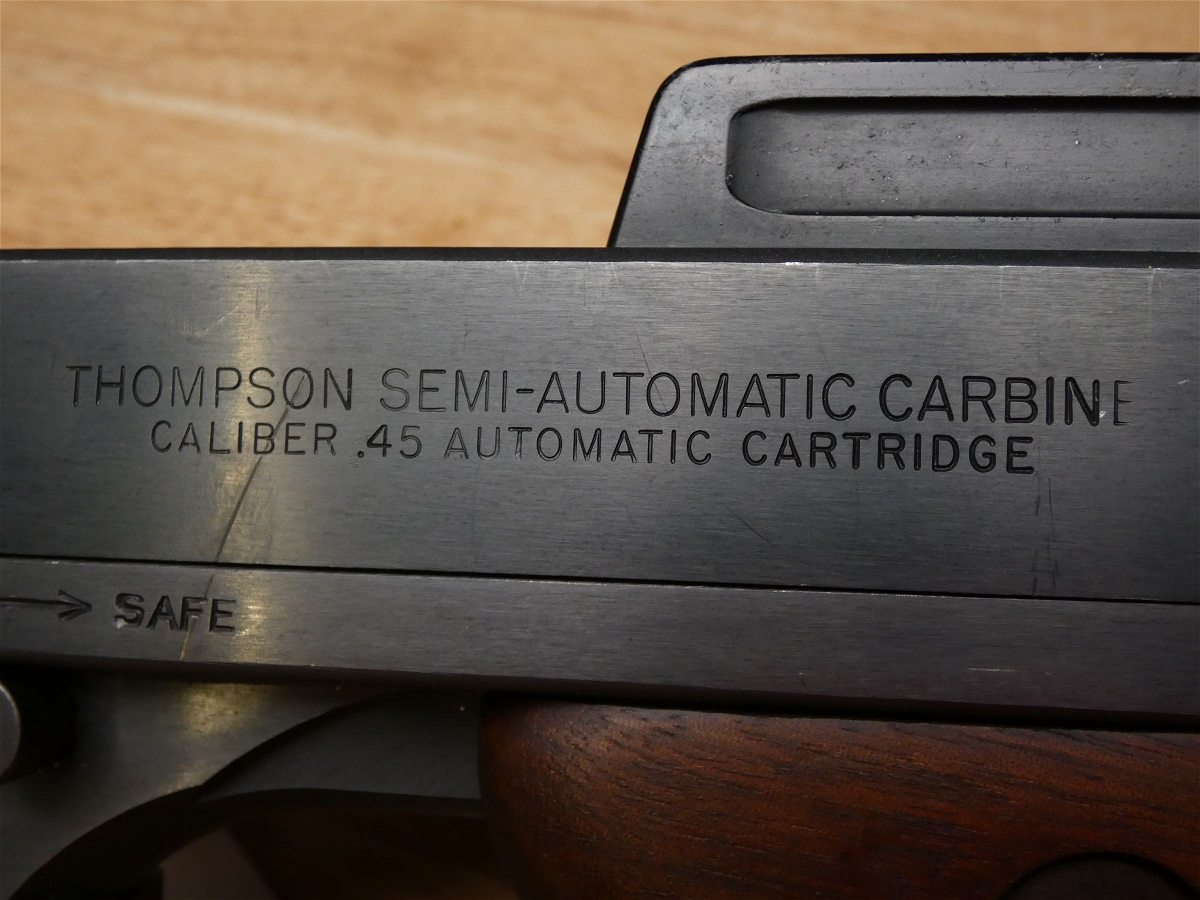 THOMPSON SEMI-AUTOMATIC CARBINE
CALIBER .45 AUTOMATIC CARTRIDGE
SAFE